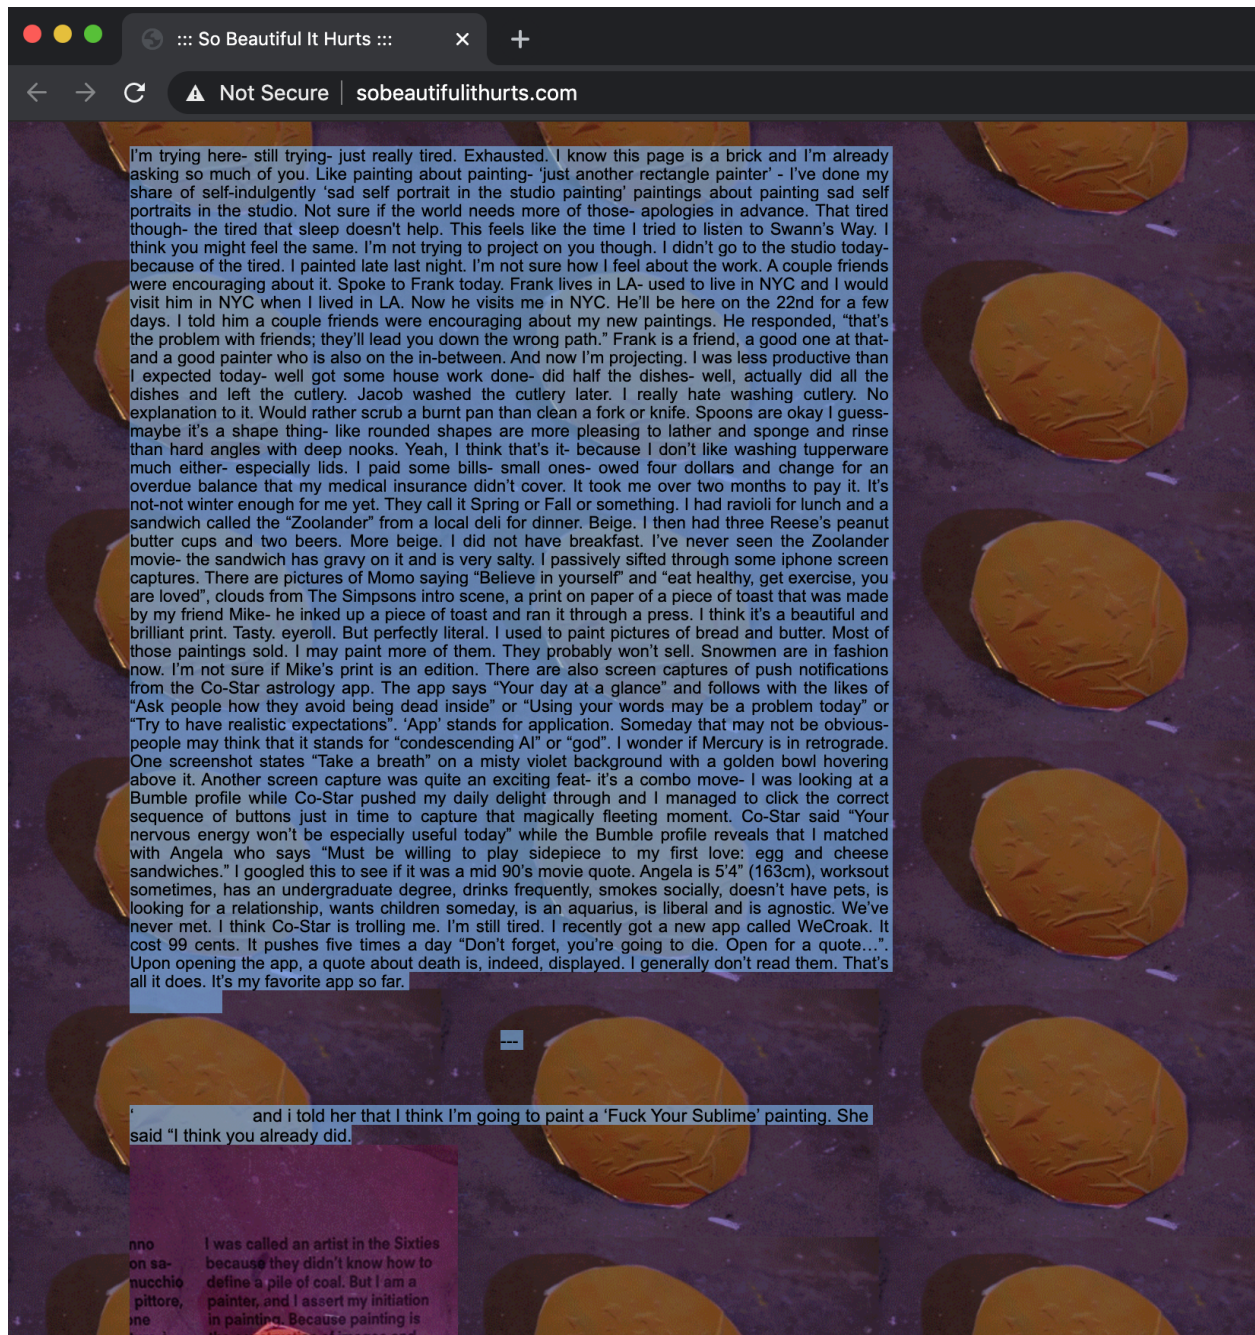 ::: So Beautiful It Hurts :::
Not Secure
sobeautifulithurts.com
I'm trying here- still trying- just really tired. Exhausted. I know this page is a brick and I'm already
asking so much of you. Like painting about painting- ‘just another rectangle painter’ - I've done my
share of self-indulgently ‘sad self portrait in the studio painting’ paintings about painting sad self
portraits in the studio. Not sure if the world needs more of those- apologies in advance. That tired
though- the tired that sleep doesn't help. This feels like the time I tried to listen to Swann's Way. I
think you might feel the same. I'm not trying to project on you though. I didn't go to the studio today-
because of the tired. I painted late last night. I'm not sure how I feel about the work. A couple friends
were encouraging about it. Spoke to Frank today. Frank lives in LA- used to live in NYC and I would
visit him in NYC when I lived in LA. Now he visits me in NYC. He'll be here on the 22nd for a few
days. I told him a couple friends were encouraging about my new paintings. He responded, “that's
the problem with friends; they'll lead you down the wrong path.” Frank is a friend, a good one at that-
and a good painter who is also on the in-between. And now I'm projecting. I was less productive than
I expected today- well got some house work done- did half the dishes- well, actually did all the
dishes and left the cutlery. Jacob washed the cutlery later. I really hate washing cutlery. No
explanation to it. Would rather scrub a burnt pan than clean a fork or knife. Spoons are okay I guess-
maybe it's a shape thing- like rounded shapes are more pleasing to lather and sponge and rinse
than hard angles with deep nooks. Yeah, I think that's it- because I don't like washing tupperware
much either- especially lids. I paid some bills- small ones- owed four dollars and change for an
overdue balance that my medical insurance didn't cover. It took me over two months to pay it. It's
not-not winter enough for me yet. They call it Spring or Fall or something. I had ravioli for lunch and a
sandwich called the “Zoolander” from a local deli for dinner. Beige. I then had three Reese's peanut
butter cups and two beers. More beige. I did not have breakfast. I've never seen the Zoolander
movie- the sandwich has gravy on it and is very salty. I passively sifted through some iphone screen
captures. There are pictures of Momo saying “Believe in yourself” and “eat healthy, get exercise, you
are loved”, clouds from The Simpsons intro scene, a print on paper of a piece of toast that was made
by my friend Mike- he inked up a piece of toast and ran it through a press. I think it's a beautiful and
brilliant print. Tasty. eyeroll. But perfectly literal. I used to paint pictures of bread and butter. Most of
those paintings sold. I may paint more of them. They probably won't sell. Snowmen are in fashion
now. I'm not sure if Mike's print is an edition. There are also screen captures of push notifications
from the Co-Star astrology app. The app says “Your day at a glance” and follows with the likes of
“Ask people how they avoid being dead inside” or “Using your words may be a problem today” or
“Try to have realistic expectations”. ‘App’ stands for application. Someday that may not be obvious-
people may think that it stands for “condescending AI” or “god”. I wonder if Mercury is in retrograde.
One screenshot states “Take a breath” on a misty violet background with a golden bowl hovering
above it. Another screen capture was quite an exciting feat- it's a combo move- I was looking at a
Bumble profile while Co-Star pushed my daily delight through and I managed to click the correct
sequence of buttons just in time to capture that magically fleeting moment. Co-Star said “Your
nervous energy won't be especially useful today” while the Bumble profile reveals that I matched
with Angela who says “Must be willing to play sidepiece to my first love: egg and cheese
sandwiches.” I googled this to see if it was a mid 90's movie quote. Angela is 5'4” (163cm), worksout
sometimes, has an undergraduate degree, drinks frequently, smokes socially, doesn't have pets, is
looking for a relationship, wants children someday, is an aquarius, is liberal and is agnostic. We've
never met. I think Co-Star is trolling me. I'm still tired. I recently got a new app called WeCroak. It
cost 99 cents. It pushes five times a day “Don't forget, you're going to die. Open for a quote…”.
Upon opening the app, a quote about death is, indeed, displayed. I generally don't read them. That's
all it does. It's my favorite app so far.
---
‘ and i told her that I think I'm going to paint a ‘Fuck Your Sublime’ painting. She
said “I think you already did.
nno
on sa-
nucchio
pittore,
one
I was called an artist in the Sixties
because they didn't know how to
define a pile of coal. But I am a
painter, and I assert my initiation
in painting. Because painting is